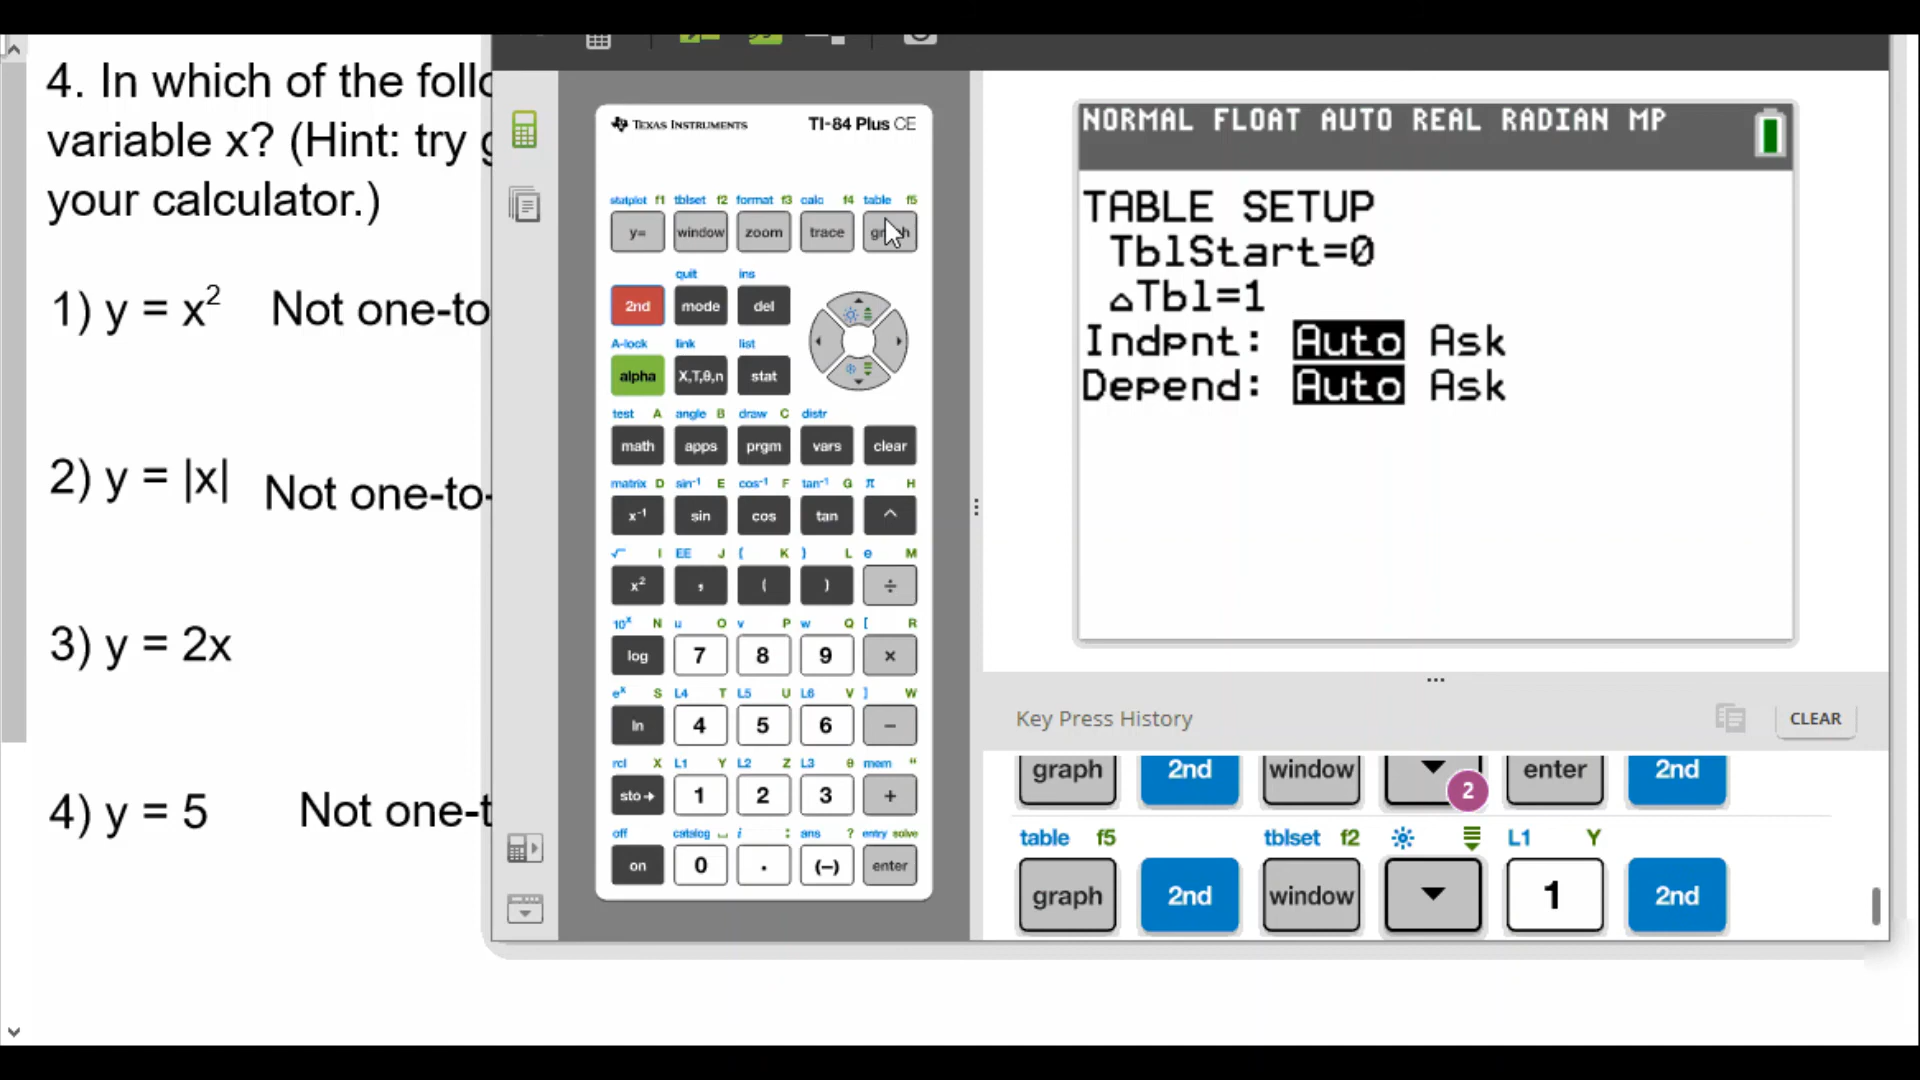 4. In which of the follo
variable x? (Hint: try g
your calculator.)
1) y = x² Not one-to
2) y = |x| Not one-to-
3) y = 2x
4) y = 5 Not one-t
TEXAS INSTRUMENTS TI-84 Plus CE
statplot f1 tblset f2 format f3 calc f4 table f5
y= window zoom trace graph
quit ins
2nd mode del
A-lock link list
alpha X,T,θ,n stat
test A angle B draw C distr
math apps prgm vars clear
matrix D sin⁻¹ E cos⁻¹ F tan⁻¹ G π H
x⁻¹ sin cos tan ^
√ I EE J { K } L e M
x² , ( ) ÷
10ˣ N u O v P w Q [ R
log 7 8 9 ×
eˣ S L4 T L5 U L6 V ] W
ln 4 5 6 −
rcl X L1 Y L2 Z L3 θ mem "
sto→ 1 2 3 +
off catalog ⎵ i : ans ? entry solve
on 0 . (−) enter
NORMAL FLOAT AUTO REAL RADIAN MP
TABLE SETUP
TblStart=0
△Tbl=1
Indpnt: Auto Ask
Depend: Auto Ask
Key Press History CLEAR
graph 2nd window 2 enter 2nd
table f5 tblset f2 L1 Y
graph 2nd window 1 2nd